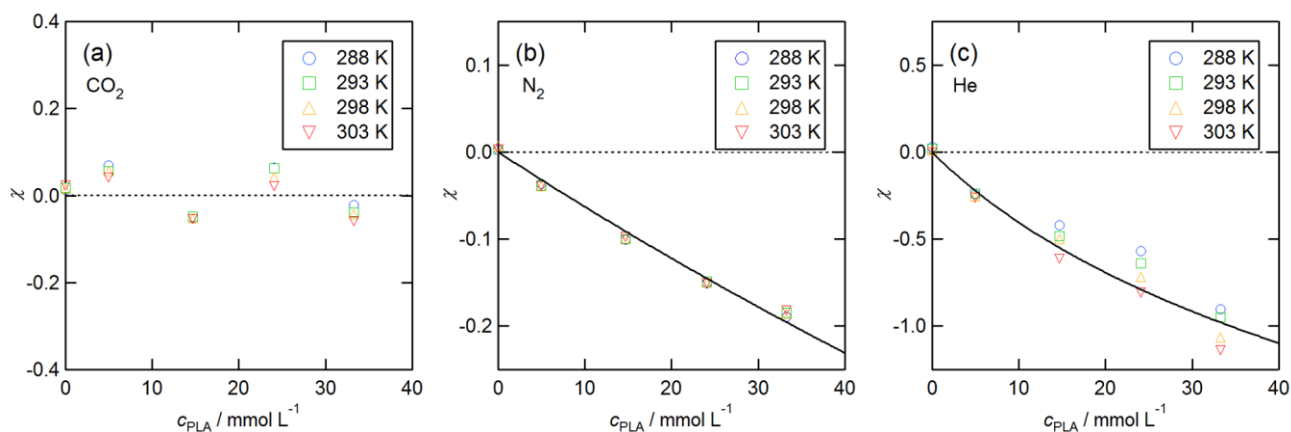 (a)
CO2
288 K
293 K
298 K
303 K
0.4
0.2
0.0
-0.2
-0.4
χ
0
10
20
30
40
cPLA / mmol L-1
(b)
N2
288 K
293 K
298 K
303 K
0.1
0.0
-0.1
-0.2
χ
0
10
20
30
40
cPLA / mmol L-1
(c)
He
288 K
293 K
298 K
303 K
0.5
0.0
-0.5
-1.0
χ
0
10
20
30
40
cPLA / mmol L-1